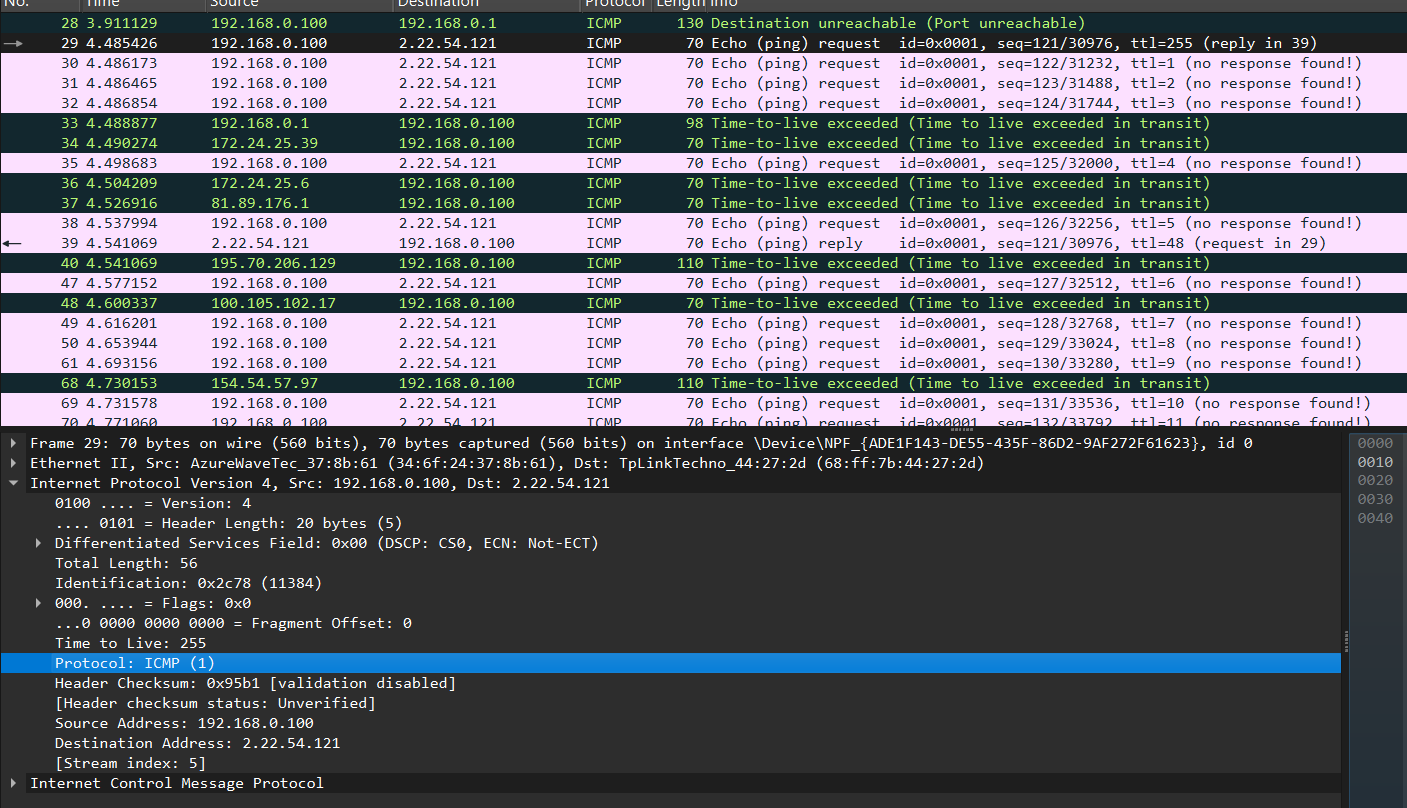 No. Time Source Destination Protocol Length Info
28 3.911129 192.168.0.100 192.168.0.1 ICMP 130 Destination unreachable (Port unreachable)
29 4.485426 192.168.0.100 2.22.54.121 ICMP 70 Echo (ping) request id=0x0001, seq=121/30976, ttl=255 (reply in 39)
30 4.486173 192.168.0.100 2.22.54.121 ICMP 70 Echo (ping) request id=0x0001, seq=122/31232, ttl=1 (no response found!)
31 4.486465 192.168.0.100 2.22.54.121 ICMP 70 Echo (ping) request id=0x0001, seq=123/31488, ttl=2 (no response found!)
32 4.486854 192.168.0.100 2.22.54.121 ICMP 70 Echo (ping) request id=0x0001, seq=124/31744, ttl=3 (no response found!)
33 4.488877 192.168.0.1 192.168.0.100 ICMP 98 Time-to-live exceeded (Time to live exceeded in transit)
34 4.490274 172.24.25.39 192.168.0.100 ICMP 70 Time-to-live exceeded (Time to live exceeded in transit)
35 4.498683 192.168.0.100 2.22.54.121 ICMP 70 Echo (ping) request id=0x0001, seq=125/32000, ttl=4 (no response found!)
36 4.504209 172.24.25.6 192.168.0.100 ICMP 70 Time-to-live exceeded (Time to live exceeded in transit)
37 4.526916 81.89.176.1 192.168.0.100 ICMP 70 Time-to-live exceeded (Time to live exceeded in transit)
38 4.537994 192.168.0.100 2.22.54.121 ICMP 70 Echo (ping) request id=0x0001, seq=126/32256, ttl=5 (no response found!)
39 4.541069 2.22.54.121 192.168.0.100 ICMP 70 Echo (ping) reply id=0x0001, seq=121/30976, ttl=48 (request in 29)
40 4.541069 195.70.206.129 192.168.0.100 ICMP 110 Time-to-live exceeded (Time to live exceeded in transit)
47 4.577152 192.168.0.100 2.22.54.121 ICMP 70 Echo (ping) request id=0x0001, seq=127/32512, ttl=6 (no response found!)
48 4.600337 100.105.102.17 192.168.0.100 ICMP 70 Time-to-live exceeded (Time to live exceeded in transit)
49 4.616201 192.168.0.100 2.22.54.121 ICMP 70 Echo (ping) request id=0x0001, seq=128/32768, ttl=7 (no response found!)
50 4.653944 192.168.0.100 2.22.54.121 ICMP 70 Echo (ping) request id=0x0001, seq=129/33024, ttl=8 (no response found!)
61 4.693156 192.168.0.100 2.22.54.121 ICMP 70 Echo (ping) request id=0x0001, seq=130/33280, ttl=9 (no response found!)
68 4.730153 154.54.57.97 192.168.0.100 ICMP 110 Time-to-live exceeded (Time to live exceeded in transit)
69 4.731578 192.168.0.100 2.22.54.121 ICMP 70 Echo (ping) request id=0x0001, seq=131/33536, ttl=10 (no response found!)
70 4.771060 192.168.0.100 2.22.54.121 ICMP 70 Echo (ping) request id=0x0001, seq=132/33792, ttl=11 (no response found!)
Frame 29: 70 bytes on wire (560 bits), 70 bytes captured (560 bits) on interface \Device\NPF_{ADE1F143-DE55-435F-86D2-9AF272F61623}, id 0
Ethernet II, Src: AzureWaveTec_37:8b:61 (34:6f:24:37:8b:61), Dst: TpLinkTechno_44:27:2d (68:ff:7b:44:27:2d)
Internet Protocol Version 4, Src: 192.168.0.100, Dst: 2.22.54.121
0100 .... = Version: 4
.... 0101 = Header Length: 20 bytes (5)
Differentiated Services Field: 0x00 (DSCP: CS0, ECN: Not-ECT)
Total Length: 56
Identification: 0x2c78 (11384)
000. .... = Flags: 0x0
...0 0000 0000 0000 = Fragment Offset: 0
Time to Live: 255
Protocol: ICMP (1)
Header Checksum: 0x95b1 [validation disabled]
[Header checksum status: Unverified]
Source Address: 192.168.0.100
Destination Address: 2.22.54.121
[Stream index: 5]
Internet Control Message Protocol
0000
0010
0020
0030
0040